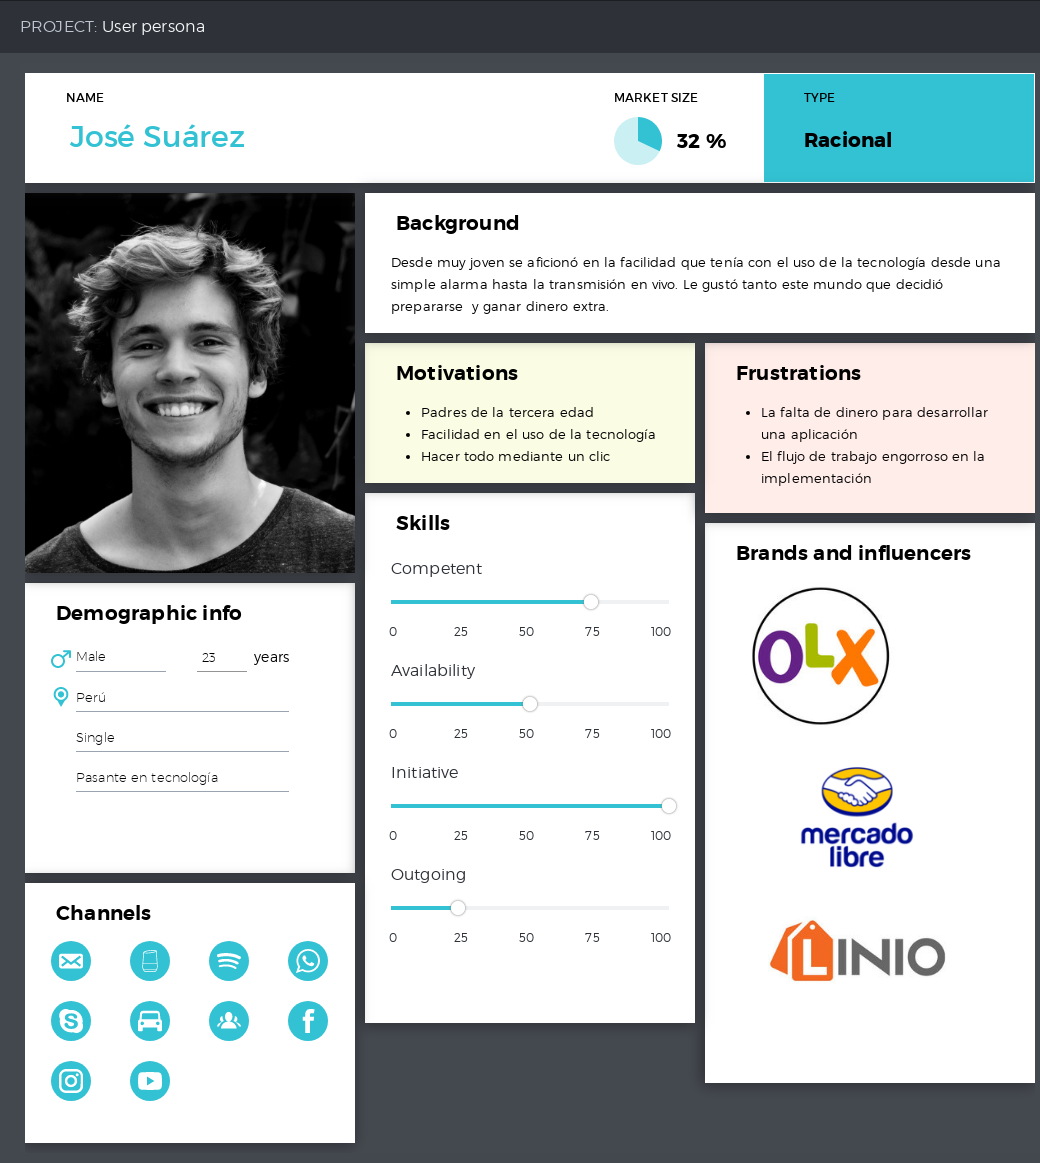 PROJECT: User persona
NAME
José Suárez
MARKET SIZE
32 %
TYPE
Racional
Background
Desde muy joven se aficionó en la facilidad que tenía con el uso de la tecnología desde una
simple alarma hasta la transmisión en vivo. Le gustó tanto este mundo que decidió
prepararse  y ganar dinero extra.
Motivations
• Padres de la tercera edad
• Facilidad en el uso de la tecnología
• Hacer todo mediante un clic
Frustrations
• La falta de dinero para desarrollar
una aplicación
• El flujo de trabajo engorroso en la
implementación
Demographic info
Male 23 years
Perú
Single
Pasante en tecnología
Channels
Skills
Competent
0 25 50 75 100
Availability
0 25 50 75 100
Initiative
0 25 50 75 100
Outgoing
0 25 50 75 100
Brands and influencers
OLX
mercado
libre
LINIO